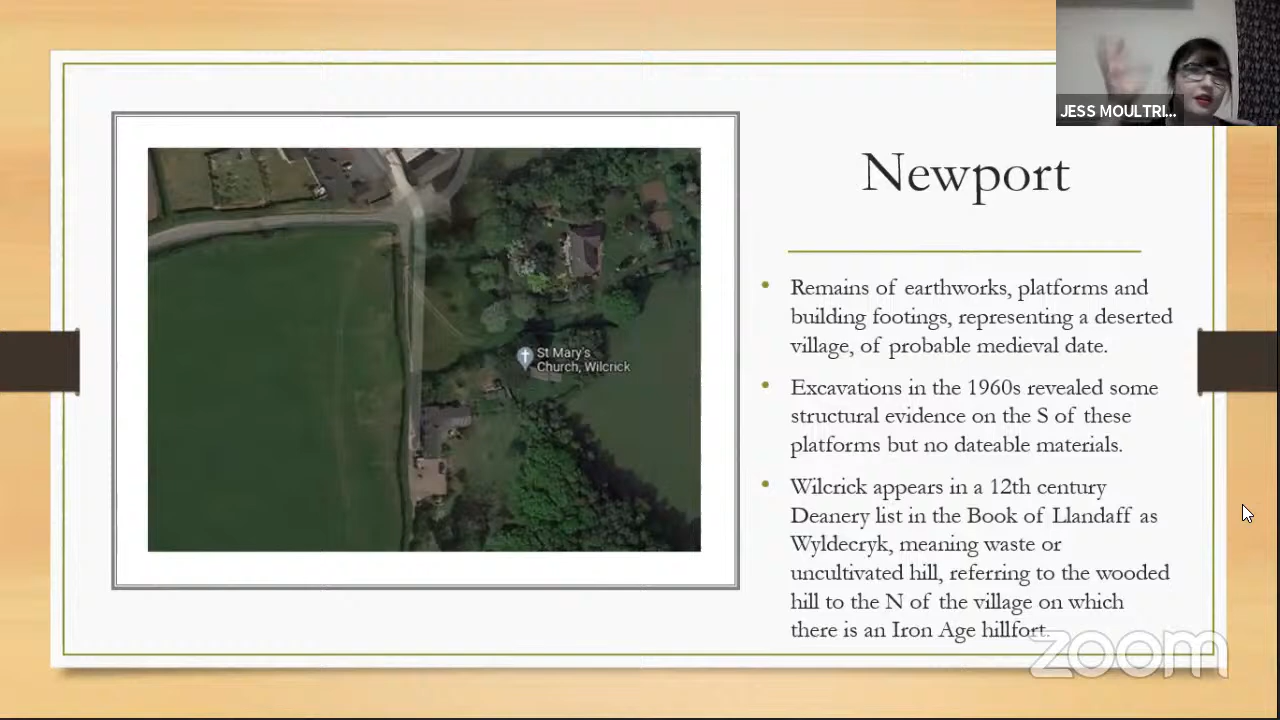 JESS MOULTRI...
Newport
St Mary's
Church, Wilcrick
Remains of earthworks, platforms and
building footings, representing a deserted
village, of probable medieval date.
Excavations in the 1960s revealed some
structural evidence on the S of these
platforms but no dateable materials.
Wilcrick appears in a 12th century
Deanery list in the Book of Llandaff as
Wyldecryk, meaning waste or
uncultivated hill, referring to the wooded
hill to the N of the village on which
there is an Iron Age hillfort.
zoom